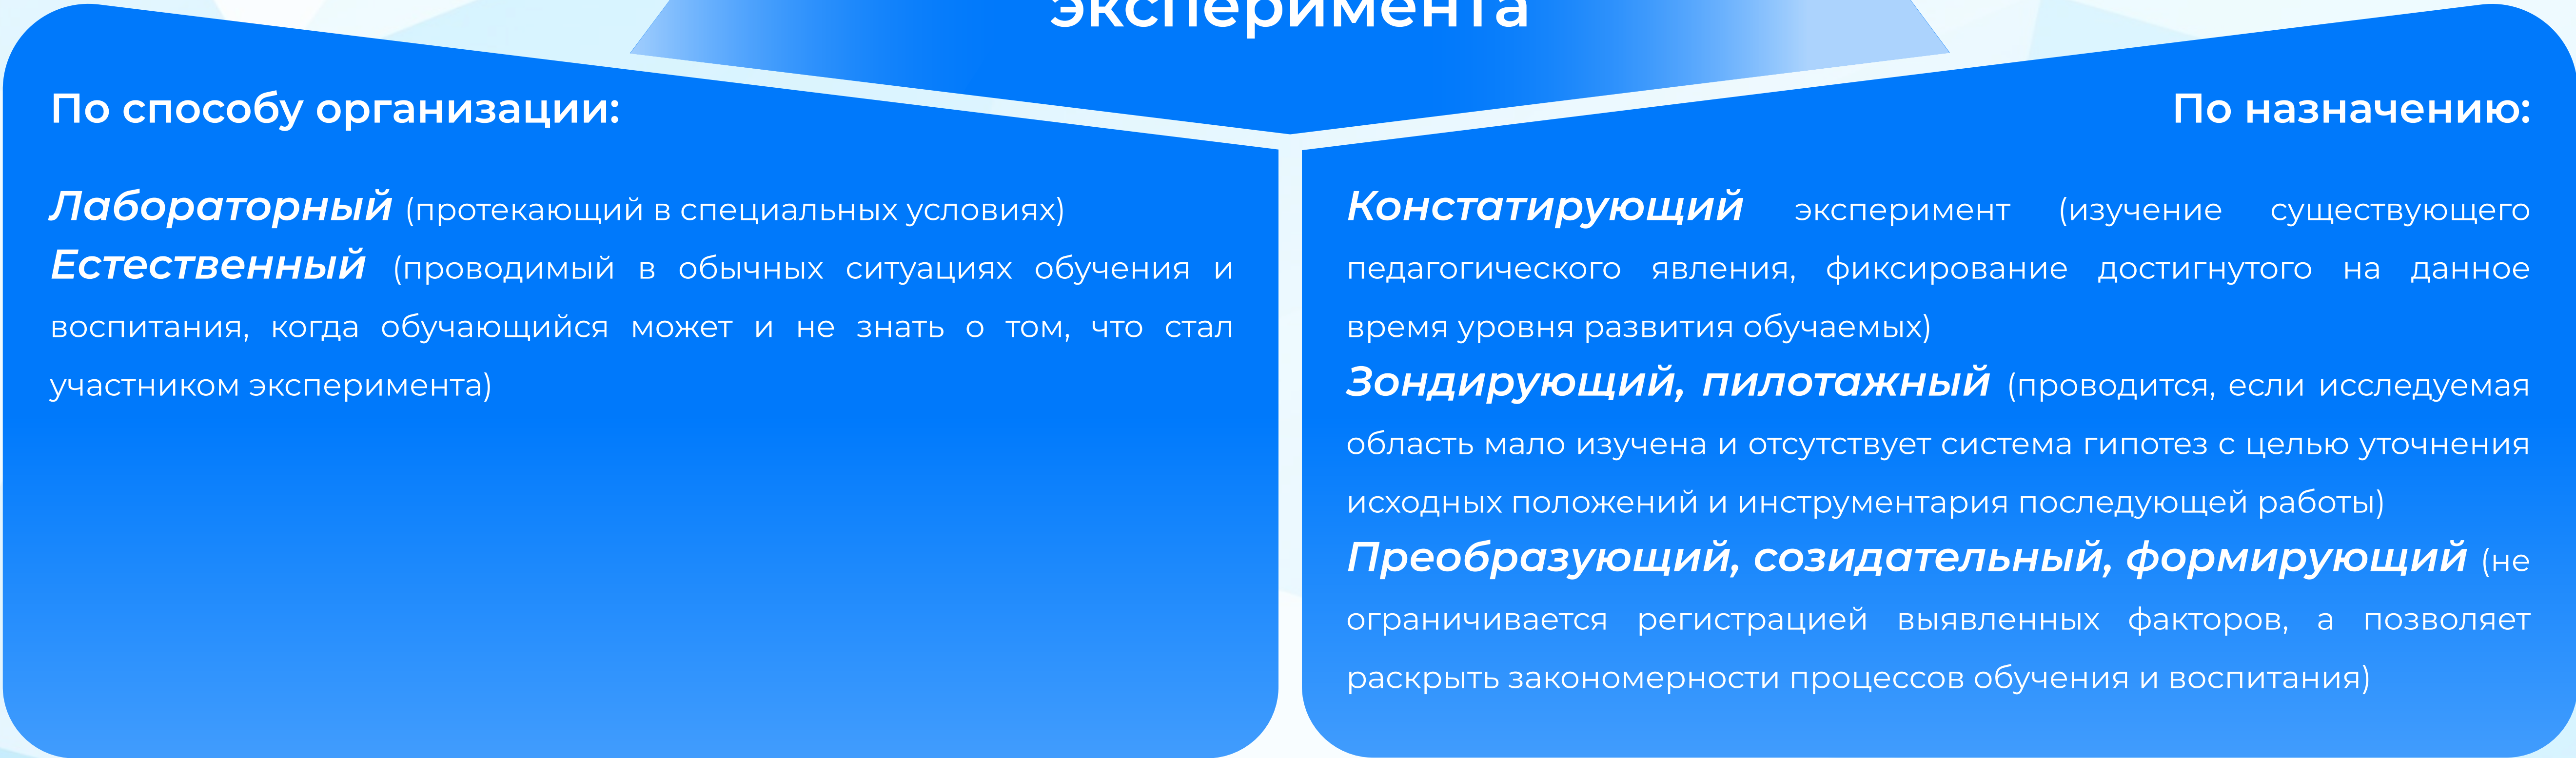 эксперимента
По способу организации:
Лабораторный (протекающий в специальных условиях)
Естественный (проводимый в обычных ситуациях обучения и
воспитания, когда обучающийся может и не знать о том, что стал
участником эксперимента)
По назначению:
Констатирующий эксперимент (изучение существующего
педагогического явления, фиксирование достигнутого на данное
время уровня развития обучаемых)
Зондирующий, пилотажный (проводится, если исследуемая
область мало изучена и отсутствует система гипотез с целью уточнения
исходных положений и инструментария последующей работы)
Преобразующий, созидательный, формирующий (не
ограничивается регистрацией выявленных факторов, а позволяет
раскрыть закономерности процессов обучения и воспитания)